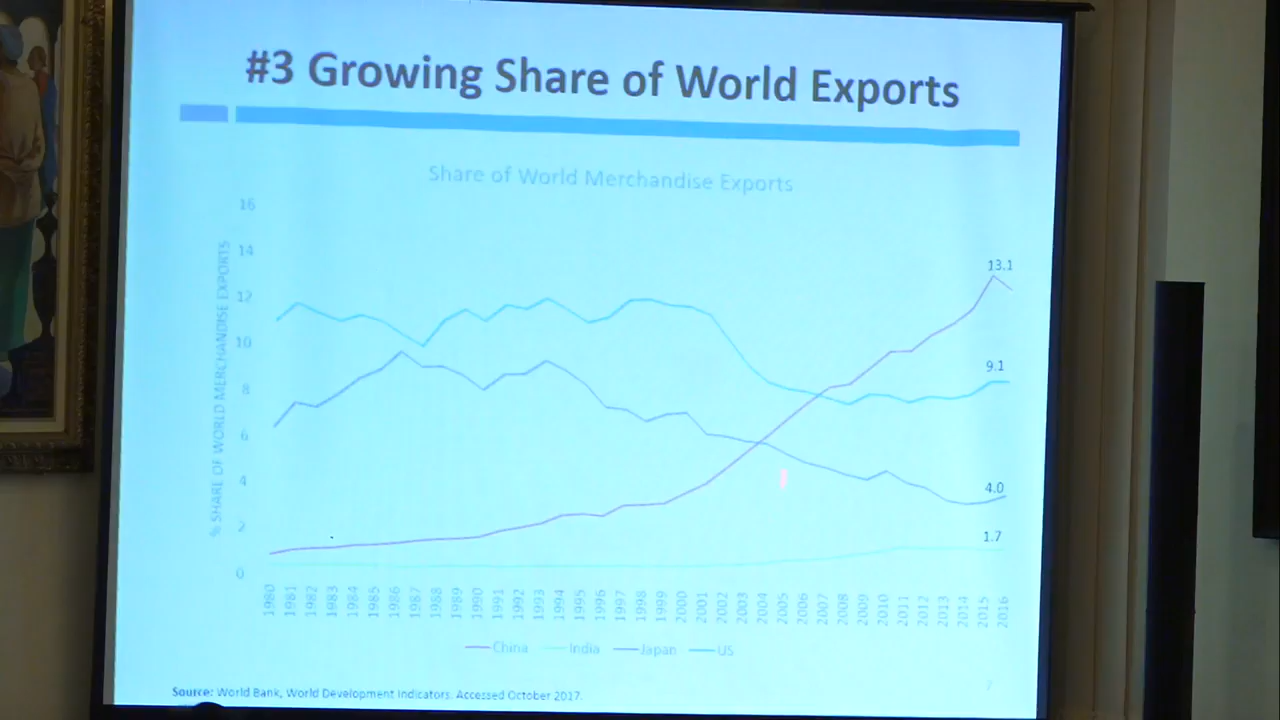 #3 Growing Share of World Exports
Share of World Merchandise Exports
% SHARE OF WORLD MERCHANDISE EXPORTS
16
14
12
10
8
6
4
2
0
13.1
9.1
4.0
1.7
1980 1981 1982 1983 1984 1985 1986 1987 1988 1989 1990 1991 1992 1993 1994 1995 1996 1997 1998 1999 2000 2001 2002 2003 2004 2005 2006 2007 2008 2009 2010 2011 2012 2013 2014 2015 2016
China India Japan US
Source: World Bank, World Development Indicators. Accessed October 2017.
7